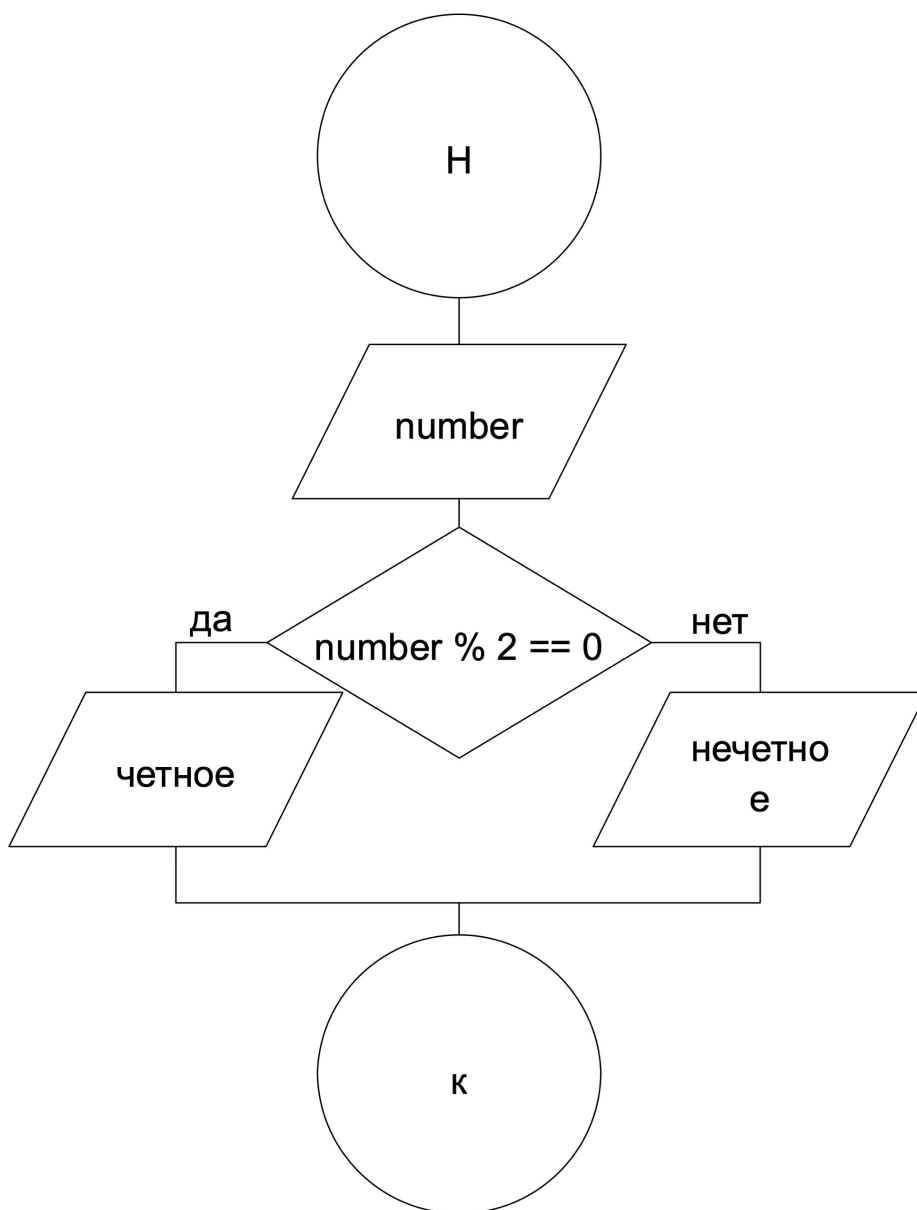 Н
number
да
нет
number % 2 == 0
четное
нечетно
е
к